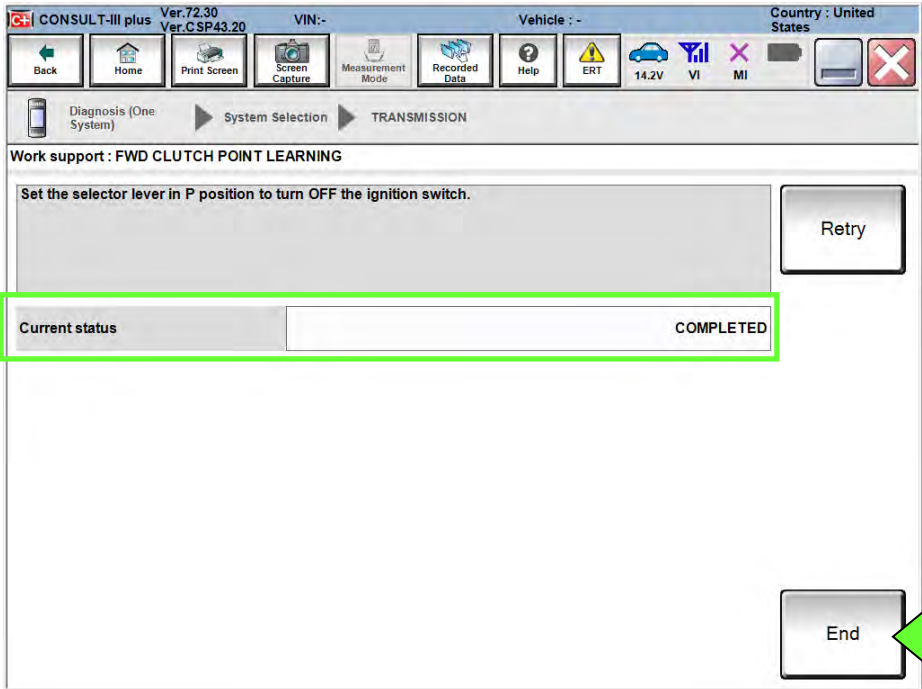 C+ CONSULT-III plus Ver.72.30 VIN:- Vehicle : - Country : United
Ver.CSP43.20 States
Back Home Print Screen Screen Capture Measurement Mode Recorded Data Help ERT 14.2V VI MI
Diagnosis (One System) System Selection TRANSMISSION
Work support : FWD CLUTCH POINT LEARNING
Set the selector lever in P position to turn OFF the ignition switch.
Retry
Current status COMPLETED
End